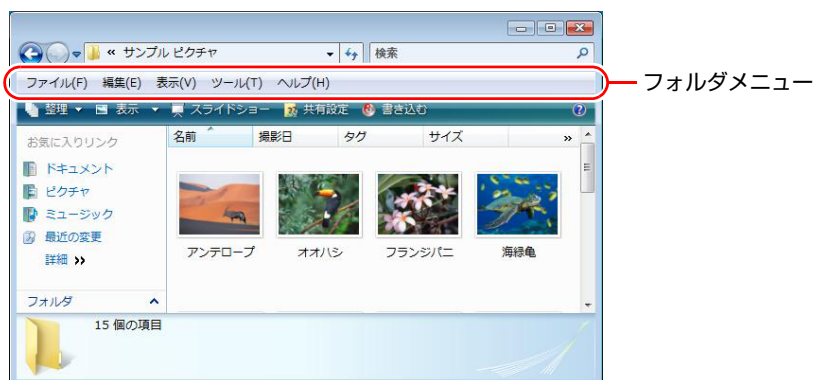 « サンプル ピクチャ
検索
ファイル(F) 編集(E) 表示(V) ツール(T) ヘルプ(H)
フォルダメニュー
整理 表示 スライドショー 共有設定 書き込む
お気に入りリンク
名前 撮影日 タグ サイズ »
ドキュメント
ピクチャ
ミュージック
最近の変更
詳細 »
アンテロープ オオハシ フランジパニ 海緑亀
フォルダ
15 個の項目